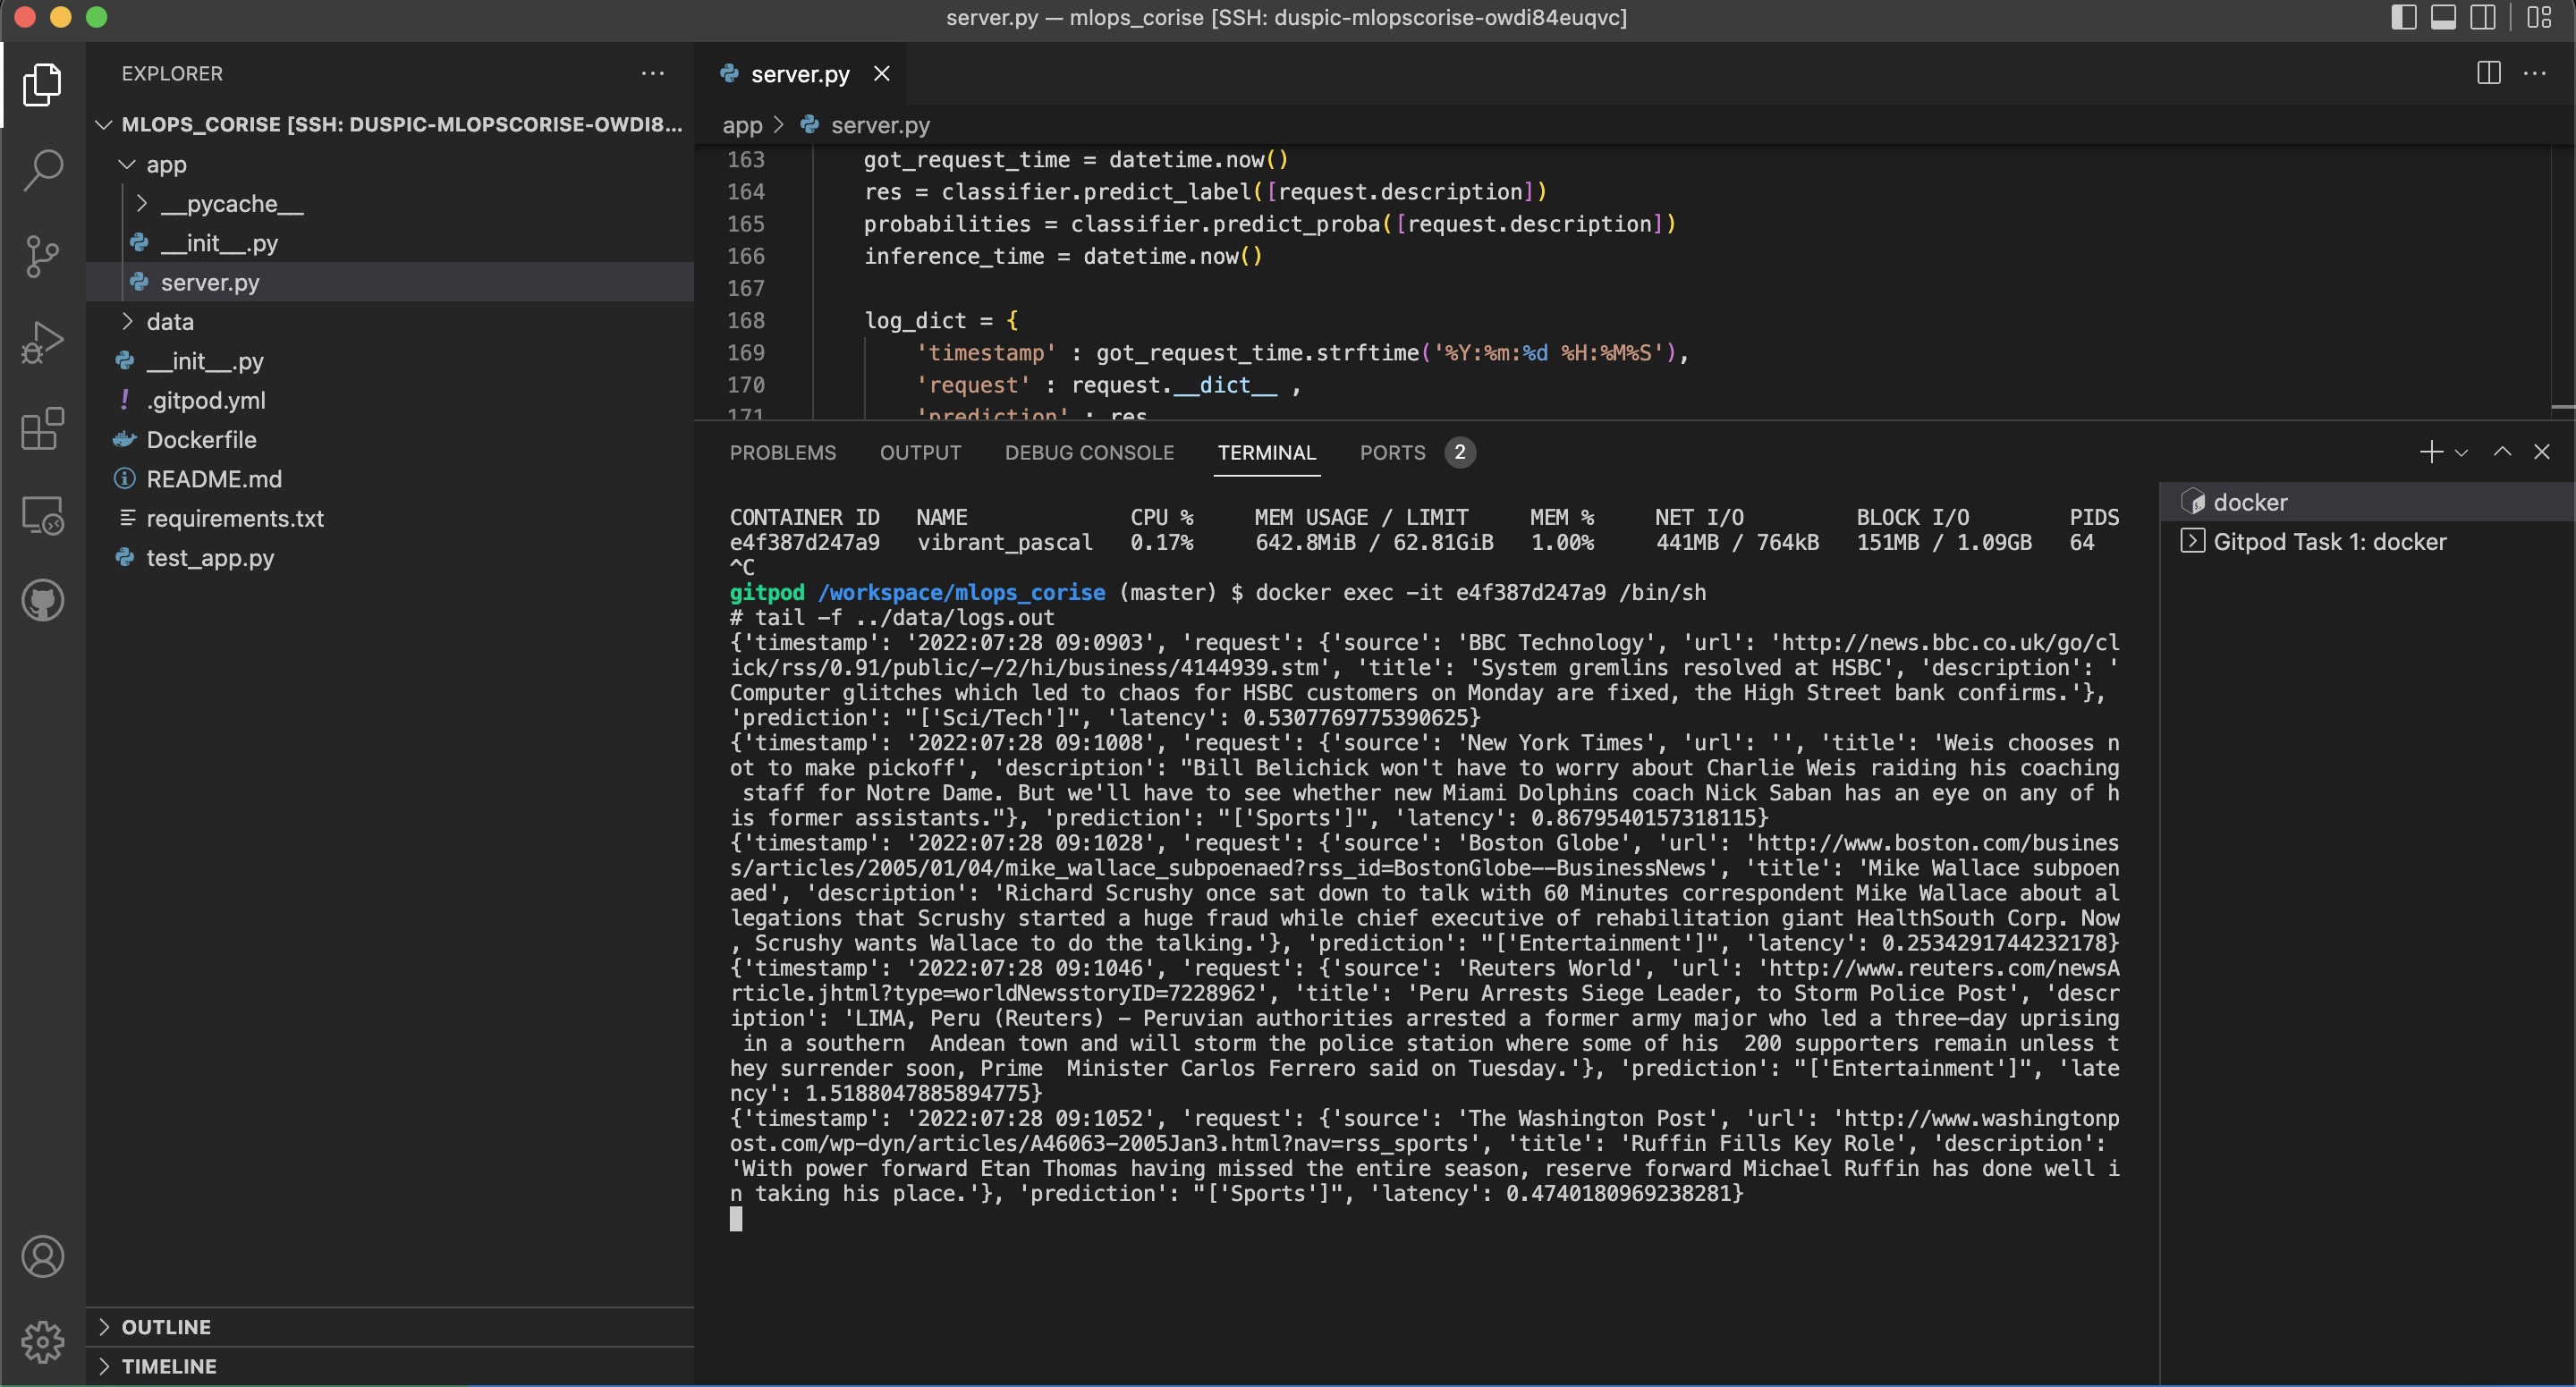 server.py — mlops_corise [SSH: duspic-mlopscorise-owdi84euqvc]
EXPLORER
MLOPS_CORISE [SSH: DUSPIC-MLOPSCORISE-OWDI8...
app
__pycache__
__init__.py
server.py
data
__init__.py
.gitpod.yml
Dockerfile
README.md
requirements.txt
test_app.py
OUTLINE
TIMELINE
server.py
app > server.py
163 got_request_time = datetime.now()
164 res = classifier.predict_label([request.description])
165 probabilities = classifier.predict_proba([request.description])
166 inference_time = datetime.now()
167
168 log_dict = {
169 'timestamp' : got_request_time.strftime('%Y:%m:%d %H:%M%S'),
170 'request' : request.__dict__ ,
171 'prediction' : res
PROBLEMS OUTPUT DEBUG CONSOLE TERMINAL PORTS 2
CONTAINER ID NAME CPU % MEM USAGE / LIMIT MEM % NET I/O BLOCK I/O PIDS
e4f387d247a9 vibrant_pascal 0.17% 642.8MiB / 62.81GiB 1.00% 441MB / 764kB 151MB / 1.09GB 64
^C
gitpod /workspace/mlops_corise (master) $ docker exec -it e4f387d247a9 /bin/sh
# tail -f ../data/logs.out
{'timestamp': '2022:07:28 09:0903', 'request': {'source': 'BBC Technology', 'url': 'http://news.bbc.co.uk/go/cl
ick/rss/0.91/public/-/2/hi/business/4144939.stm', 'title': 'System gremlins resolved at HSBC', 'description': '
Computer glitches which led to chaos for HSBC customers on Monday are fixed, the High Street bank confirms.'},
'prediction': "['Sci/Tech']", 'latency': 0.5307769775390625}
{'timestamp': '2022:07:28 09:1008', 'request': {'source': 'New York Times', 'url': '', 'title': 'Weis chooses n
ot to make pickoff', 'description': "Bill Belichick won't have to worry about Charlie Weis raiding his coaching
staff for Notre Dame. But we'll have to see whether new Miami Dolphins coach Nick Saban has an eye on any of h
is former assistants."}, 'prediction': "['Sports']", 'latency': 0.8679540157318115}
{'timestamp': '2022:07:28 09:1028', 'request': {'source': 'Boston Globe', 'url': 'http://www.boston.com/busines
s/articles/2005/01/04/mike_wallace_subpoenaed?rss_id=BostonGlobe--BusinessNews', 'title': 'Mike Wallace subpoen
aed', 'description': 'Richard Scrushy once sat down to talk with 60 Minutes correspondent Mike Wallace about al
legations that Scrushy started a huge fraud while chief executive of rehabilitation giant HealthSouth Corp. Now
, Scrushy wants Wallace to do the talking.'}, 'prediction': "['Entertainment']", 'latency': 0.2534291744232178}
{'timestamp': '2022:07:28 09:1046', 'request': {'source': 'Reuters World', 'url': 'http://www.reuters.com/newsA
rticle.jhtml?type=worldNewsstoryID=7228962', 'title': 'Peru Arrests Siege Leader, to Storm Police Post', 'descr
iption': 'LIMA, Peru (Reuters) - Peruvian authorities arrested a former army major who led a three-day uprising
in a southern  Andean town and will storm the police station where some of his  200 supporters remain unless t
hey surrender soon, Prime  Minister Carlos Ferrero said on Tuesday.'}, 'prediction': "['Entertainment']", 'late
ncy': 1.5188047885894775}
{'timestamp': '2022:07:28 09:1052', 'request': {'source': 'The Washington Post', 'url': 'http://www.washingtonp
ost.com/wp-dyn/articles/A46063-2005Jan3.html?nav=rss_sports', 'title': 'Ruffin Fills Key Role', 'description':
'With power forward Etan Thomas having missed the entire season, reserve forward Michael Ruffin has done well i
n taking his place.'}, 'prediction': "['Sports']", 'latency': 0.4740180969238281}
docker
Gitpod Task 1: docker